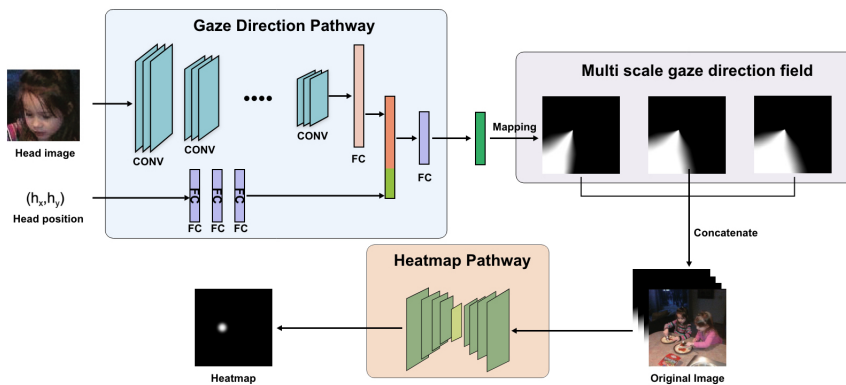 Gaze Direction Pathway
Multi scale gaze direction field
Head image
CONV
CONV
CONV
FC
FC
Mapping
(hx,hy)
Head position
FC
FC
FC
FC
FC
FC
Concatenate
Heatmap Pathway
Heatmap
Original Image